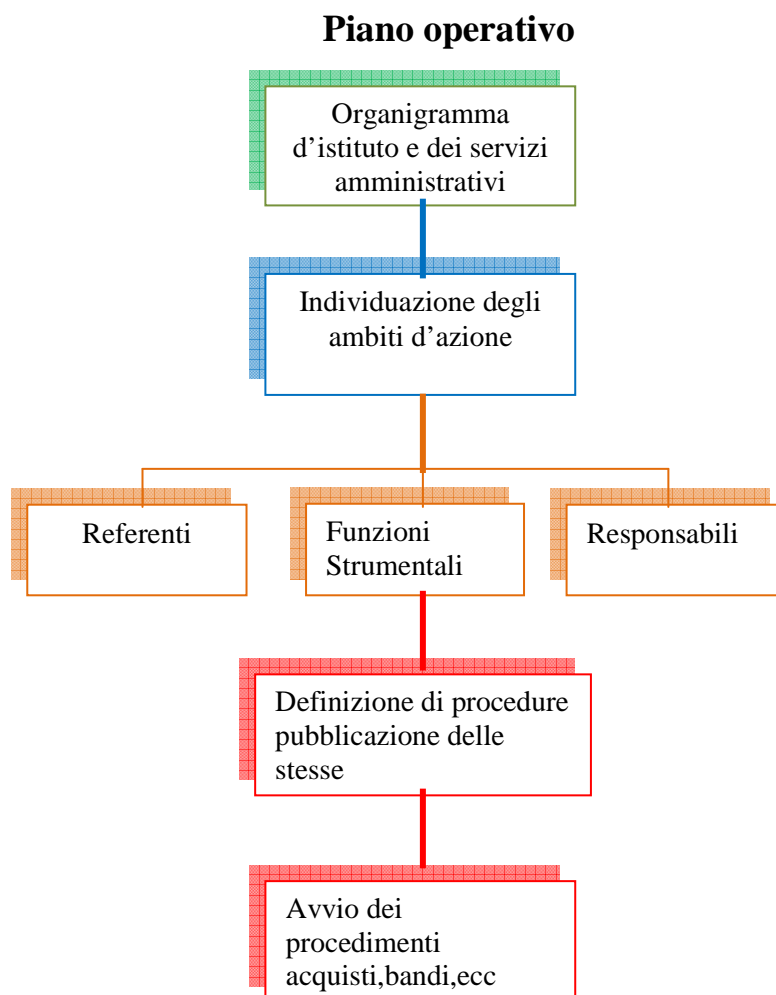 Piano operativo
Organigramma
d’istituto e dei servizi
amministrativi
Individuazione degli
ambiti d’azione
Referenti
Funzioni
Strumentali
Responsabili
Definizione di procedure
pubblicazione delle
stesse
Avvio dei
procedimenti
acquisti,bandi,ecc